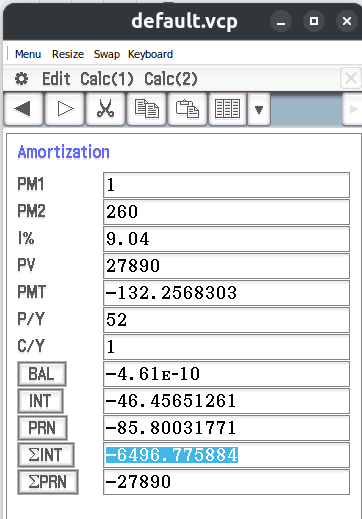 default.vcp
Menu Resize Swap Keyboard
Edit Calc(1) Calc(2)
Amortization
PM1 1
PM2 260
I% 9.04
PV 27890
PMT -132.2568303
P/Y 52
C/Y 1
BAL -4.61E-10
INT -46.45651261
PRN -85.80031771
ΣINT -6496.775884
ΣPRN -27890